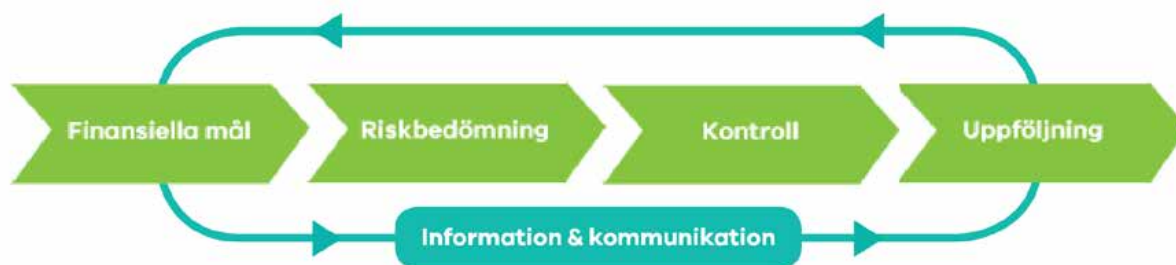 Finansiella mål
Riskbedömning
Kontroll
Uppföljning
Information & kommunikation